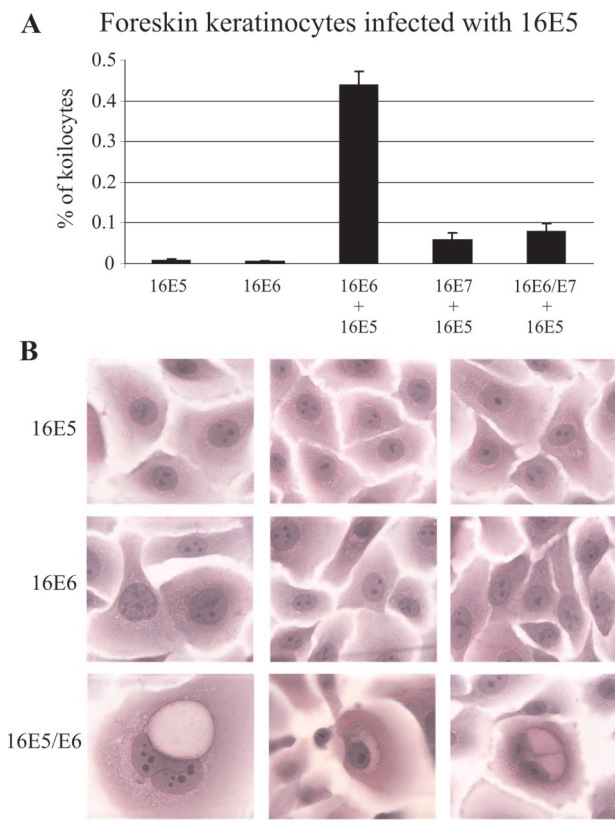 A
Foreskin keratinocytes infected with 16E5
% of koilocytes
0.5
0.4
0.3
0.2
0.1
0
16E5
16E6
16E6
+
16E5
16E7
+
16E5
16E6/E7
+
16E5
B
16E5
16E6
16E5/E6